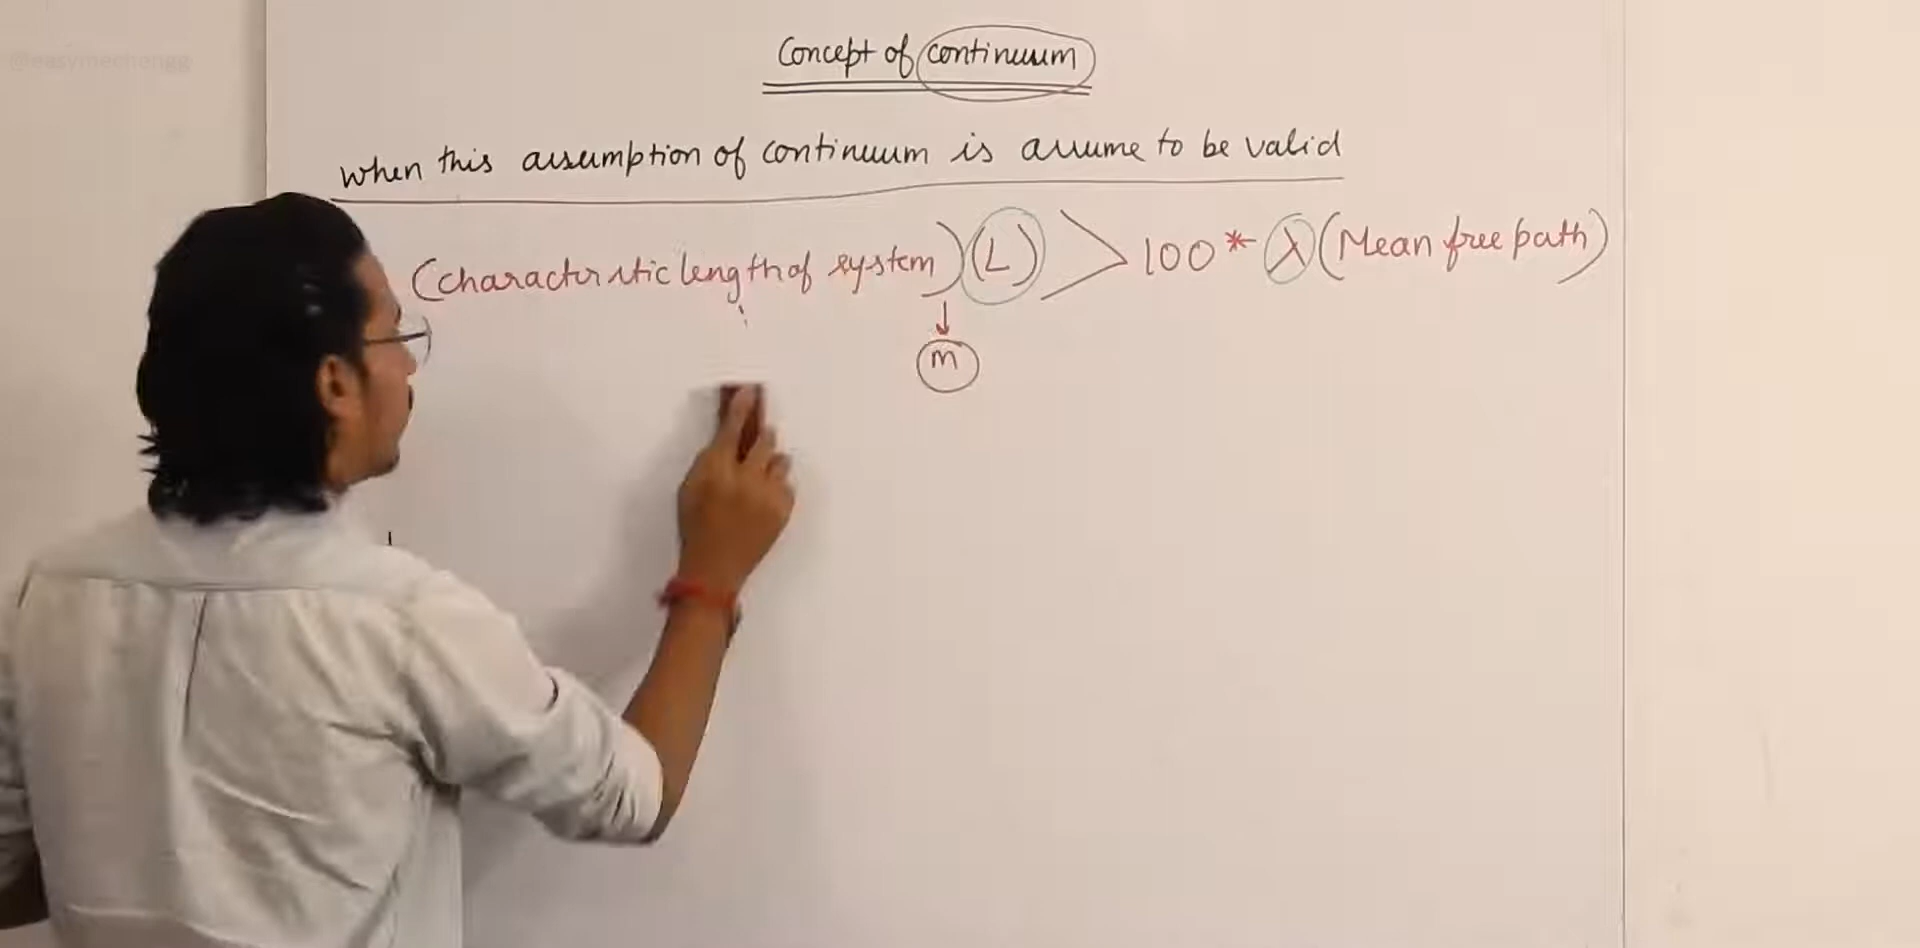 @easymechengg
Concept of continuum
when this assumption of continuum is assume to be valid
(characteristic length of system) (L) > 100 * λ (Mean free path)
↓
m